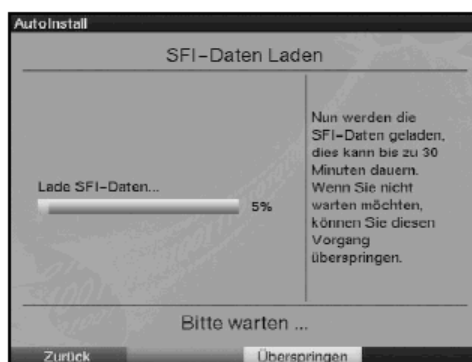 AutoInstall
SFI-Daten Laden
Lade SFI-Daten...
5%
Nun werden die
SFI-Daten geladen,
dies kann bis zu 30
Minuten dauern.
Wenn Sie nicht
warten möchten,
können Sie diesen
Vorgang
überspringen.
Bitte warten ...
Zurück
Überspringen